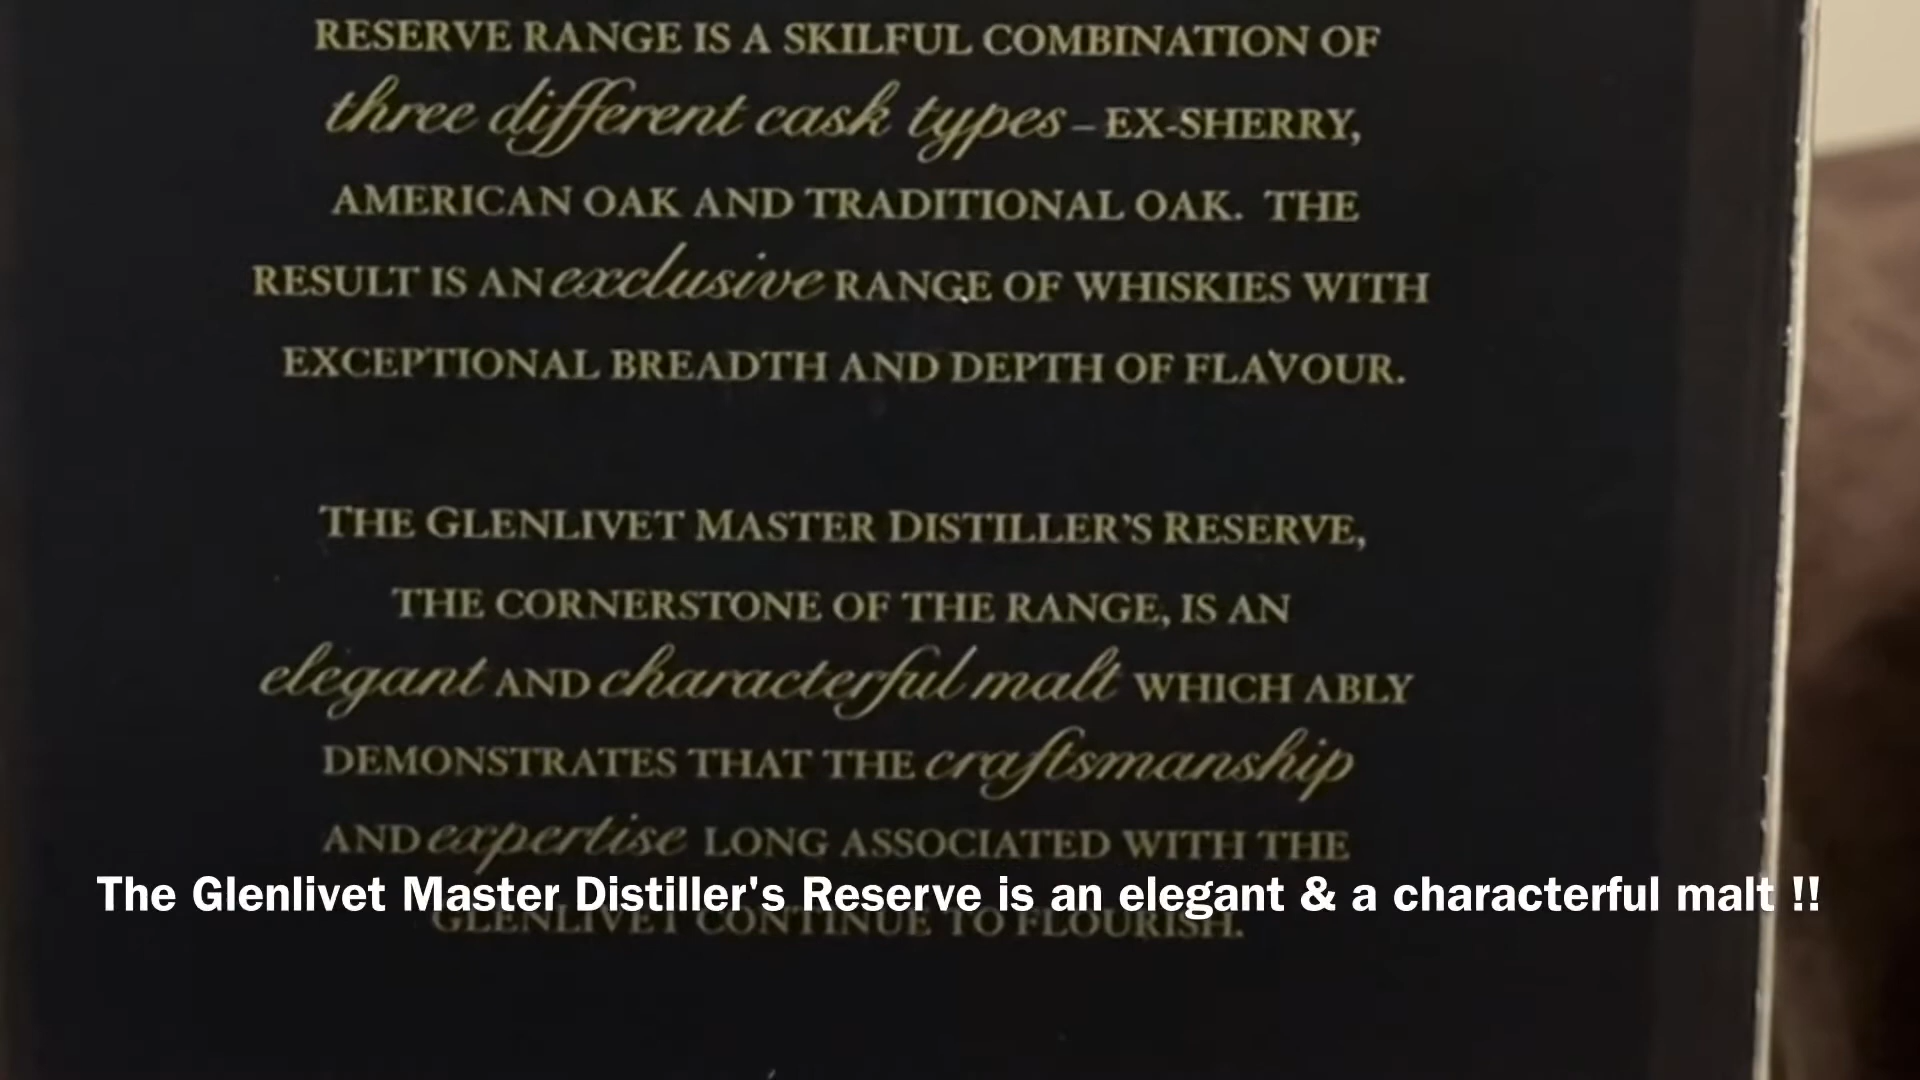 RESERVE RANGE IS A SKILFUL COMBINATION OF
three different cask types – EX-SHERRY,
AMERICAN OAK AND TRADITIONAL OAK. THE
RESULT IS AN exclusive RANGE OF WHISKIES WITH
EXCEPTIONAL BREADTH AND DEPTH OF FLAVOUR.
THE GLENLIVET MASTER DISTILLER'S RESERVE,
THE CORNERSTONE OF THE RANGE, IS AN
elegant AND characterful malt WHICH ABLY
DEMONSTRATES THAT THE craftsmanship
AND expertise LONG ASSOCIATED WITH THE
The Glenlivet Master Distiller's Reserve is an elegant & a characterful malt !!
GLENLIVET CONTINUE TO FLOURISH.